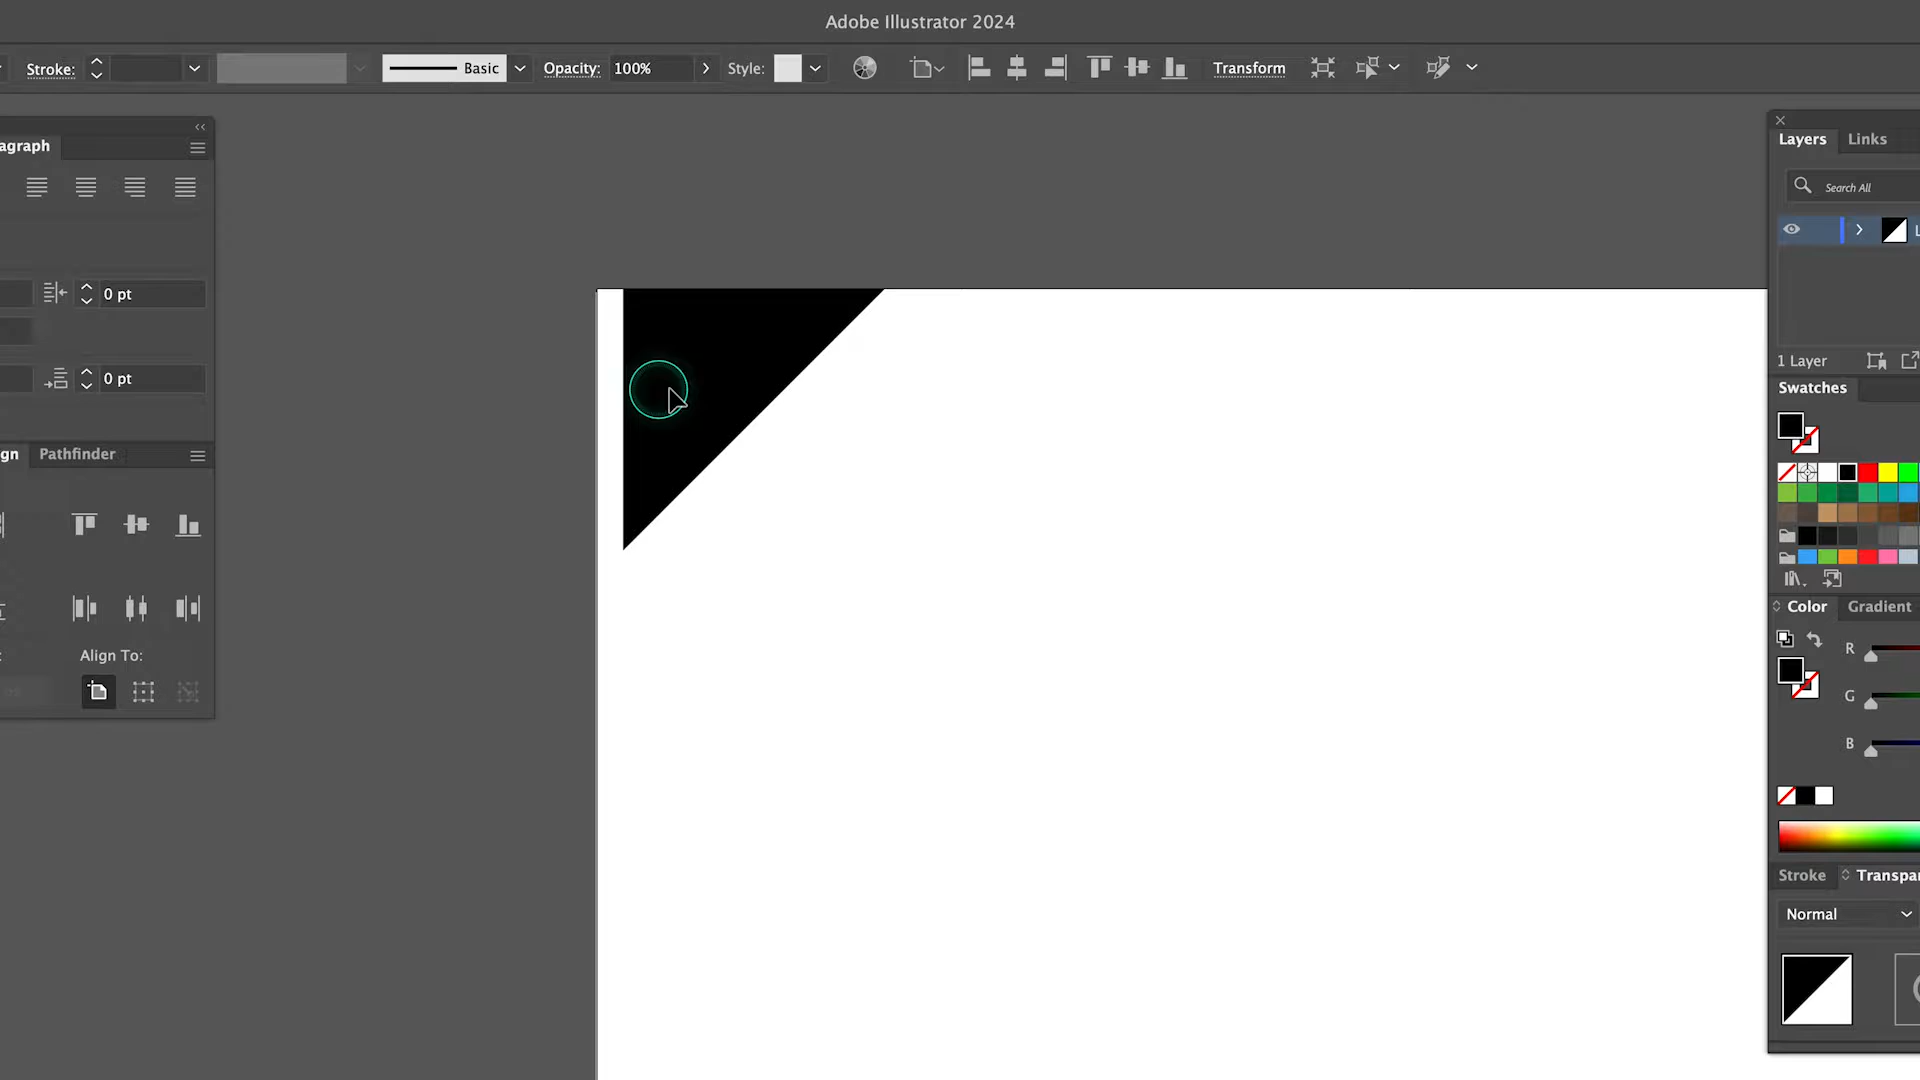 Adobe Illustrator 2024
Stroke:
Basic
Opacity: 100%
Style:
Transform
agraph
0 pt
0 pt
gn
Pathfinder
Align To:
Layers
Links
Search All
L
1 Layer
Swatches
Color
Gradient
R
G
B
Stroke
Transpar
Normal